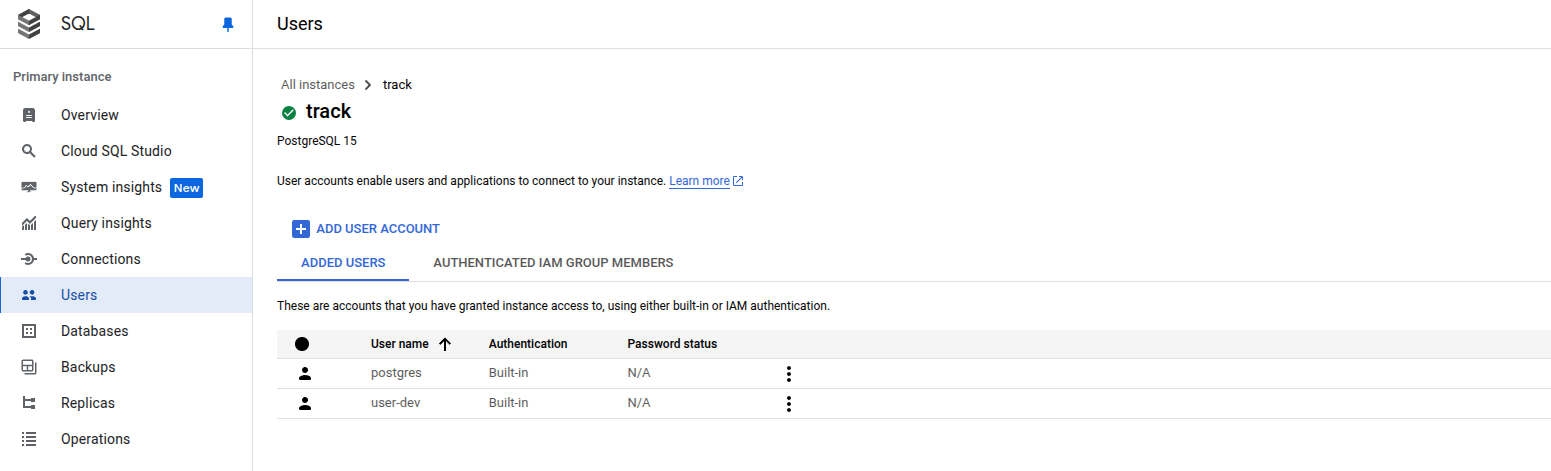 SQL
Primary instance
Overview
Cloud SQL Studio
System insights New
Query insights
Connections
Users
Databases
Backups
Replicas
Operations
Users
All instances track
track
PostgreSQL 15
User accounts enable users and applications to connect to your instance. Learn more
ADD USER ACCOUNT
ADDED USERS AUTHENTICATED IAM GROUP MEMBERS
These are accounts that you have granted instance access to, using either built-in or IAM authentication.
User name Authentication Password status
postgres Built-in N/A
user-dev Built-in N/A